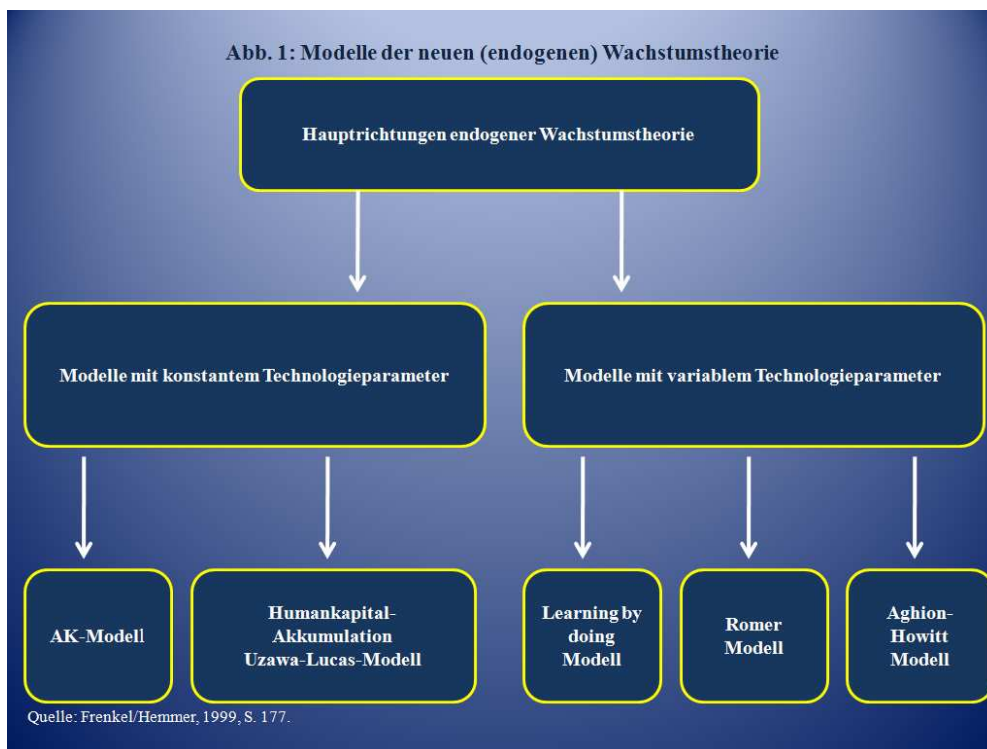 Abb. 1: Modelle der neuen (endogenen) Wachstumstheorie
Hauptrichtungen endogener Wachstumstheorie
Modelle mit konstantem Technologieparameter
Modelle mit variablem Technologieparameter
AK-Modell
Humankapital-
Akkumulation
Uzawa-Lucas-Modell
Learning by
doing
Modell
Romer
Modell
Aghion-
Howitt
Modell
Quelle: Frenkel/Hemmer, 1999, S. 177.